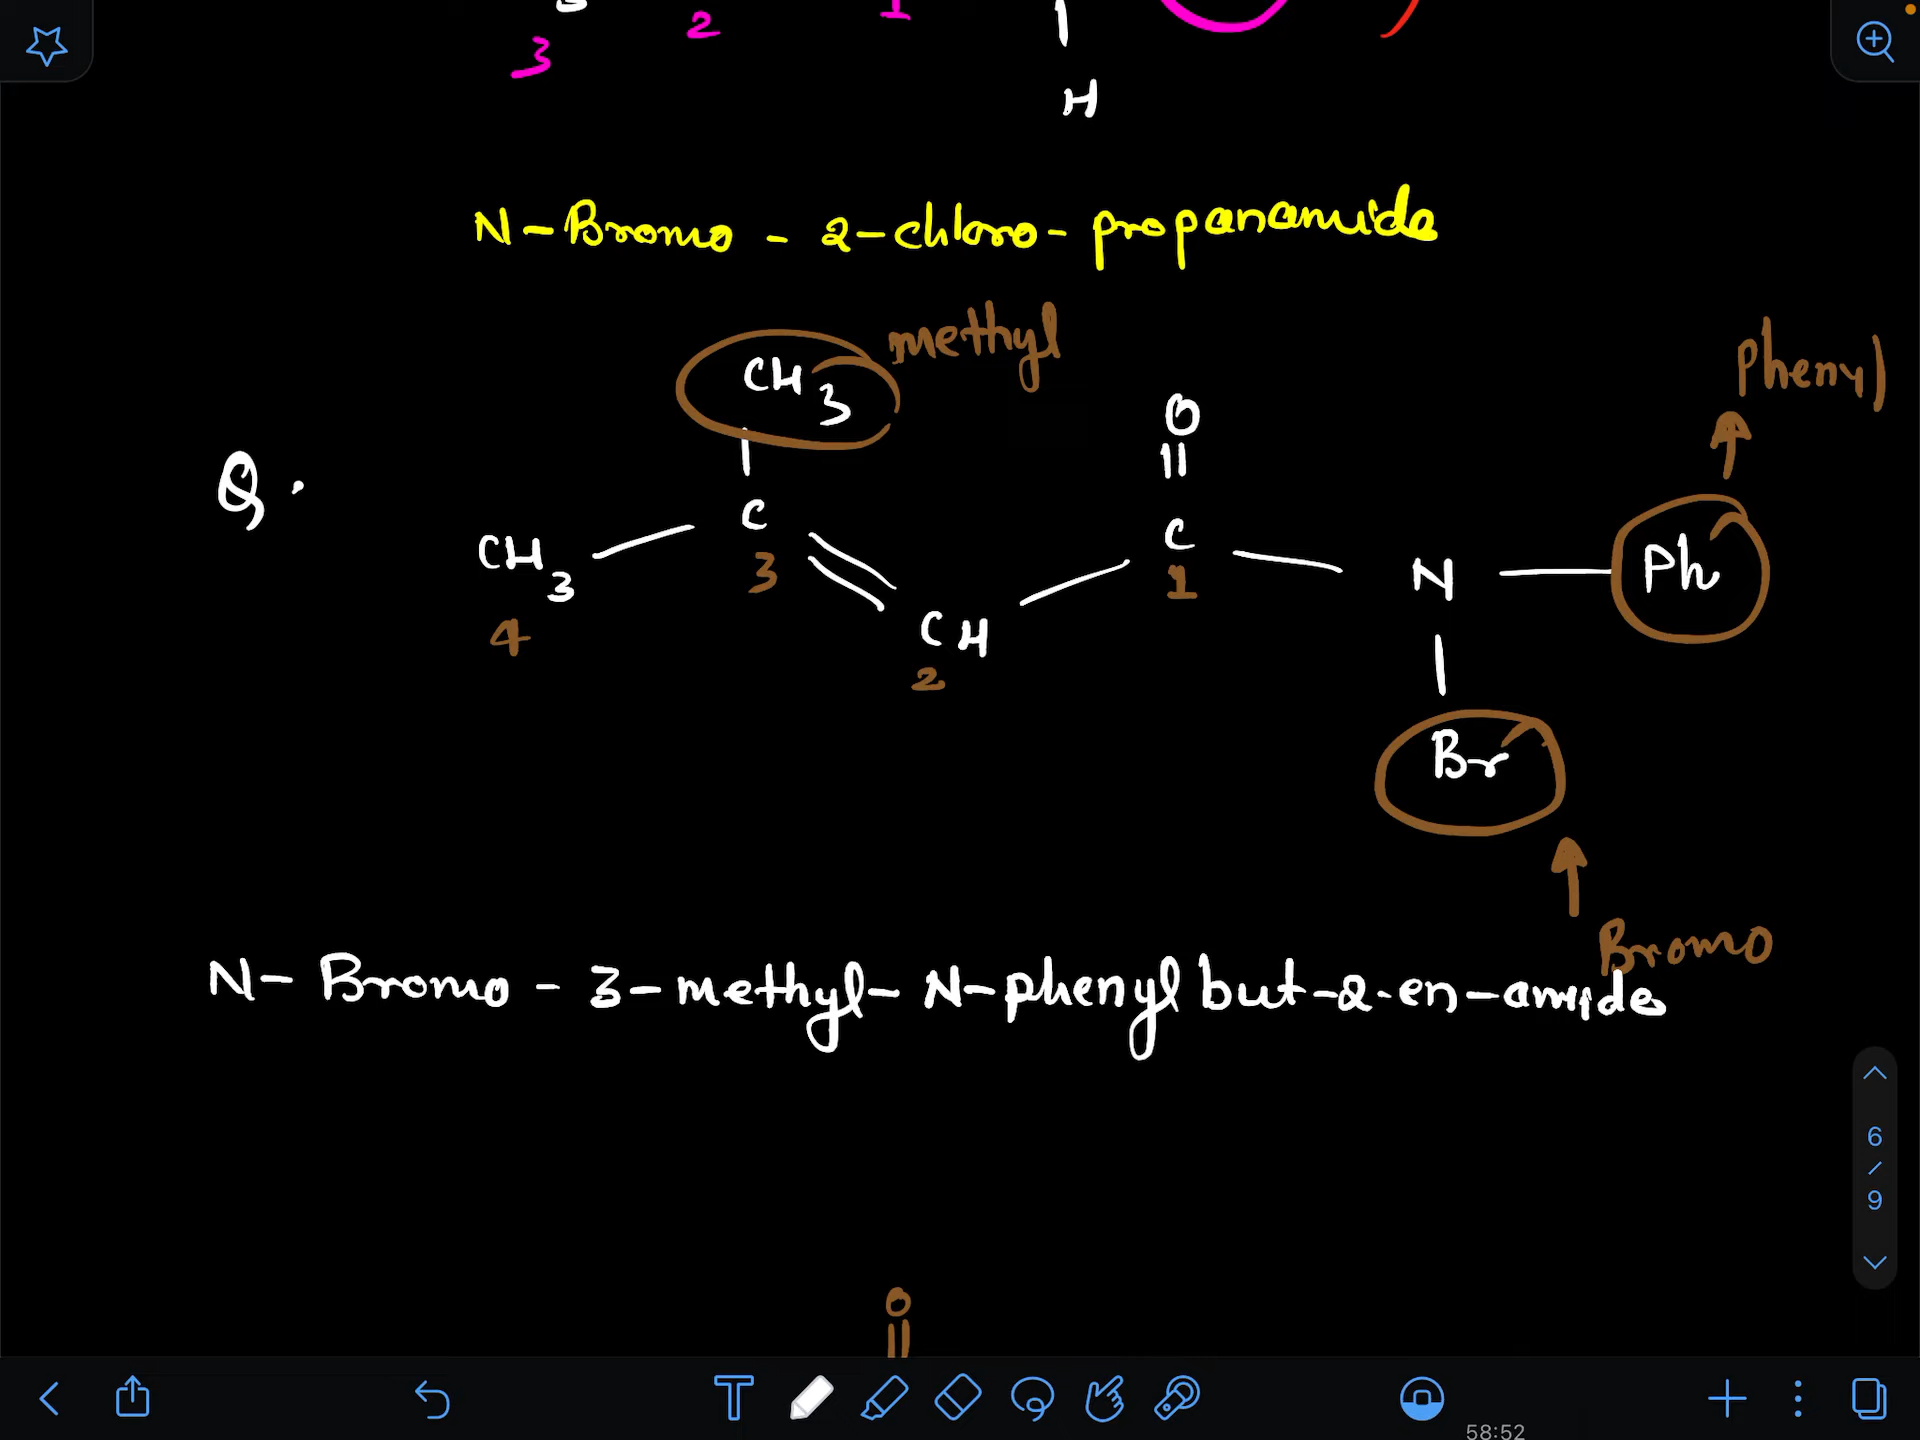 3 2 1
H
N-Bromo-2-chloro-propanamide
CH3 methyl
Phenyl
O
Q.
CH3 C C N Ph
4 3 1
CH
2
Br
Bromo
N-Bromo-3-methyl-N-phenyl but-2-en-amide
6
/
9
O
T
58:52